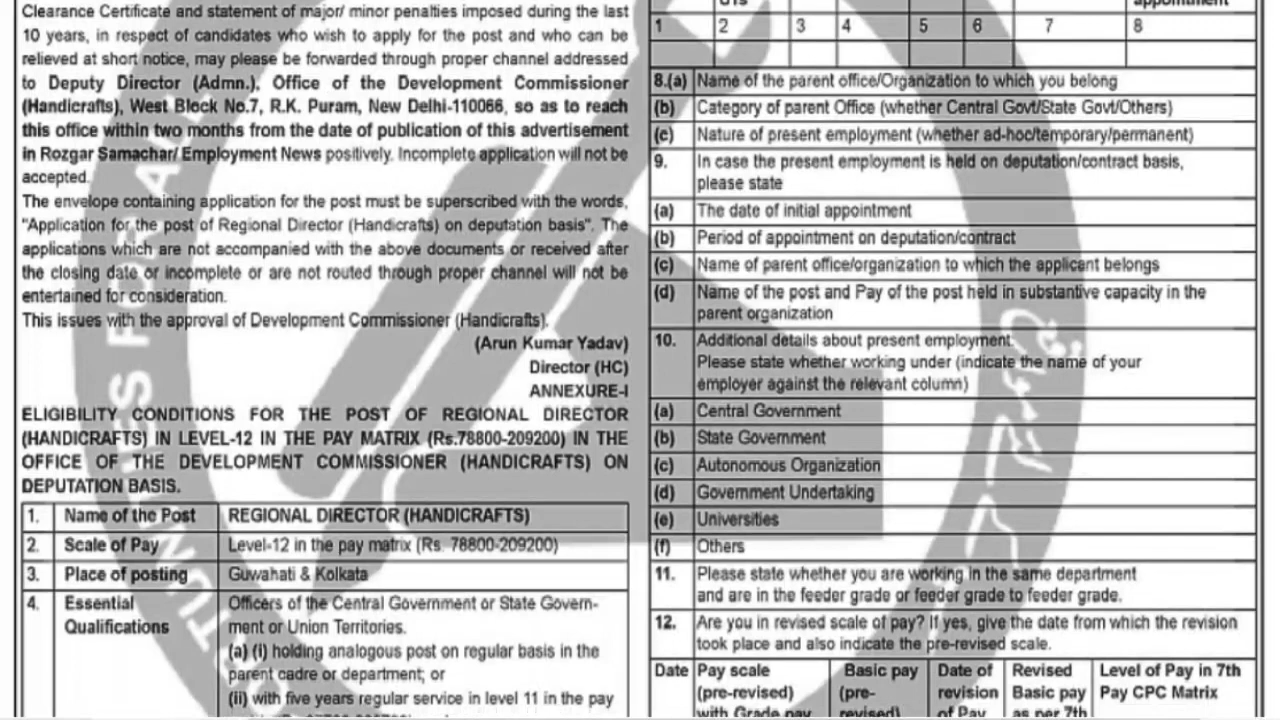 Clearance Certificate and statement of major/ minor penalties imposed during the last
10 years, in respect of candidates who wish to apply for the post and who can be
relieved at short notice, may please be forwarded through proper channel addressed
to Deputy Director (Admn.), Office of the Development Commissioner
(Handicrafts), West Block No.7, R.K. Puram, New Delhi-110066, so as to reach
this office within two months from the date of publication of this advertisement
in Rozgar Samachar/ Employment News positively. Incomplete application will not be
accepted.
The envelope containing application for the post must be superscribed with the words,
"Application for the post of Regional Director (Handicrafts) on deputation basis". The
applications which are not accompanied with the above documents or received after
the closing date or incomplete or are not routed through proper channel will not be
entertained for consideration.
This issues with the approval of Development Commissioner (Handicrafts).
(Arun Kumar Yadav)
Director (HC)
ANNEXURE-I
ELIGIBILITY CONDITIONS FOR THE POST OF REGIONAL DIRECTOR
(HANDICRAFTS) IN LEVEL-12 IN THE PAY MATRIX (Rs.78800-209200) IN THE
OFFICE OF THE DEVELOPMENT COMMISSIONER (HANDICRAFTS) ON
DEPUTATION BASIS.
1. Name of the Post REGIONAL DIRECTOR (HANDICRAFTS)
2. Scale of Pay Level-12 in the pay matrix (Rs. 78800-209200)
3. Place of posting Guwahati & Kolkata
4. Essential Officers of the Central Government or State Govern-
Qualifications ment or Union Territories.
(a) (i) holding analogous post on regular basis in the
parent cadre or department; or
(ii) with five years regular service in level 11 in the pay
appointment
1 2 3 4 5 6 7 8
8.(a) Name of the parent office/Organization to which you belong
(b) Category of parent Office (whether Central Govt/State Govt/Others)
(c) Nature of present employment (whether ad-hoc/temporary/permanent)
9. In case the present employment is held on deputation/contract basis,
please state
(a) The date of initial appointment
(b) Period of appointment on deputation/contract
(c) Name of parent office/organization to which the applicant belongs
(d) Name of the post and Pay of the post held in substantive capacity in the
parent organization
10. Additional details about present employment.
Please state whether working under (indicate the name of your
employer against the relevant column)
(a) Central Government
(b) State Government
(c) Autonomous Organization
(d) Government Undertaking
(e) Universities
(f) Others
11. Please state whether you are working in the same department
and are in the feeder grade or feeder grade to feeder grade.
12. Are you in revised scale of pay? If yes, give the date from which the revision
took place and also indicate the pre-revised scale.
Date Pay scale Basic pay Date of Revised Level of Pay in 7th
(pre-revised) (pre- revision Basic pay Pay CPC Matrix
with Grade pay revised) of Pay as per 7th